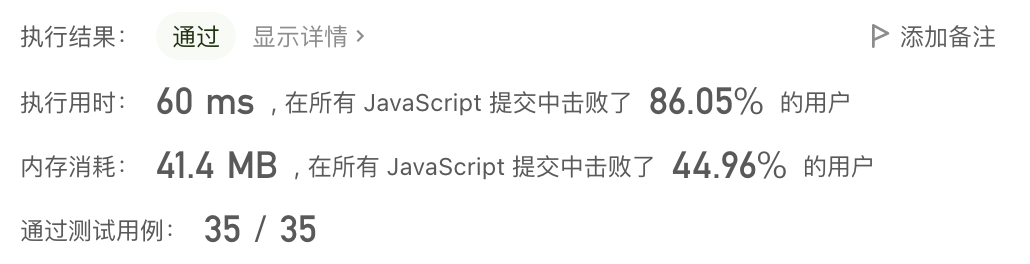 执行结果： 通过 显示详情 > 添加备注
执行用时： 60 ms , 在所有 JavaScript 提交中击败了 86.05% 的用户
内存消耗： 41.4 MB , 在所有 JavaScript 提交中击败了 44.96% 的用户
通过测试用例： 35 / 35